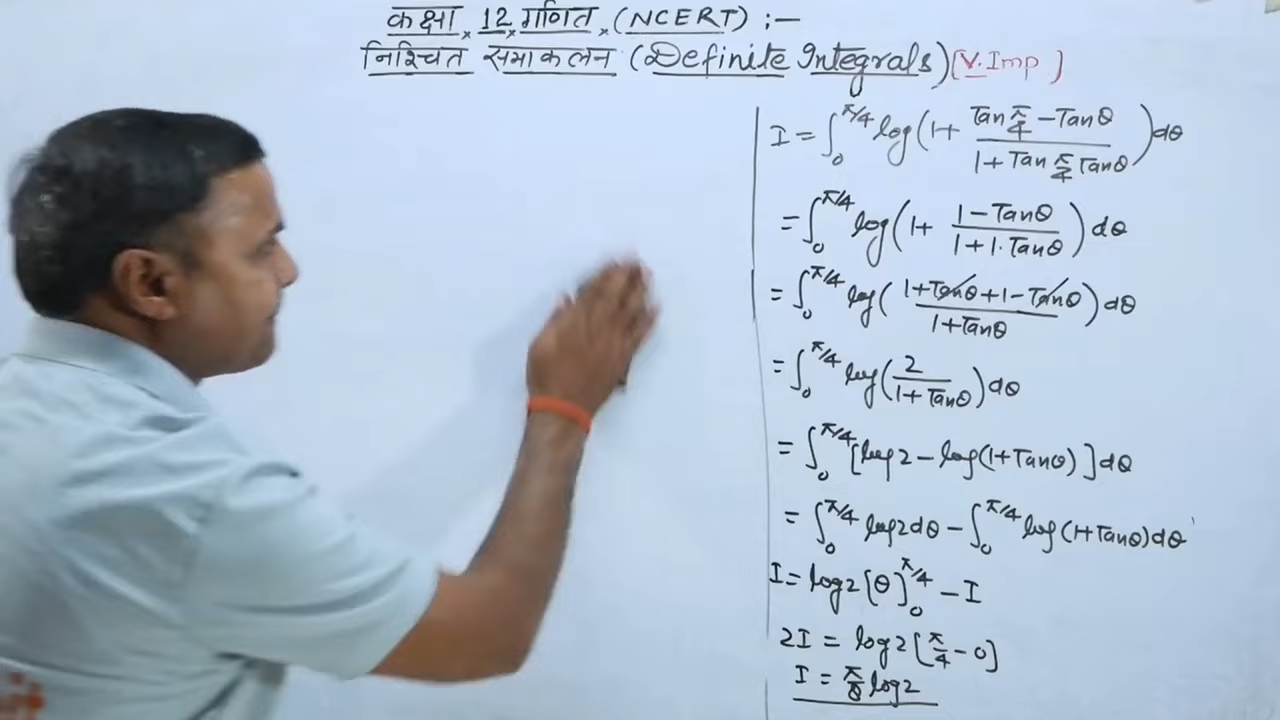 कक्षा × 12 × गणित × (NCERT) :-
निश्चित समाकलन (Definite Integrals) (V. Imp)
I = ∫₀^π/4 log(1+ (Tan π/4 − Tanθ)/(1+Tan π/4 Tanθ)) dθ
= ∫₀^π/4 log(1+ (1−Tanθ)/(1+1·Tanθ)) dθ
= ∫₀^π/4 log((1+Tanθ+1−Tanθ)/(1+Tanθ)) dθ
= ∫₀^π/4 log(2/(1+Tanθ)) dθ
= ∫₀^π/4 [log2 − log(1+Tanθ)] dθ
= ∫₀^π/4 log2dθ − ∫₀^π/4 log(1+Tanθ)dθ
I = log2[θ]₀^π/4 − I
2I = log2[π/4 − 0]
I = π/8 log2